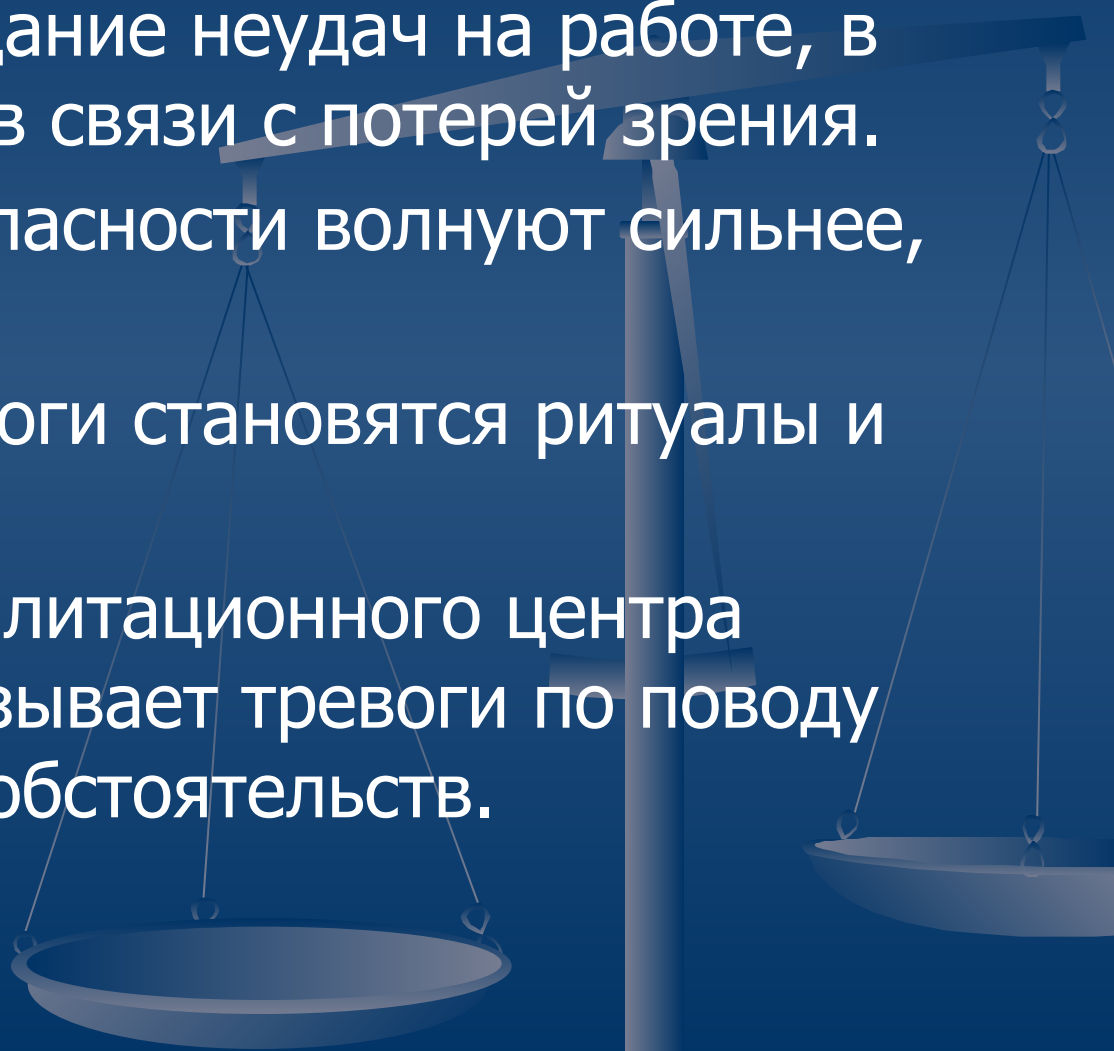 дание неудач на работе, в
в связи с потерей зрения.
пасности волнуют сильнее,
оги становятся ритуалы и
литационного центра
зывает тревоги по поводу
обстоятельств.